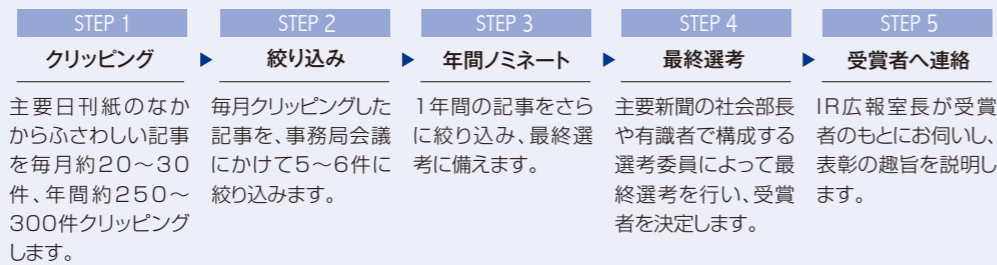 STEP 1
クリッピング
主要日刊紙のなか
からふさわしい記事
を毎月約20～30
件、年間約250～
300件クリッピング
します。
▶
STEP 2
絞り込み
毎月クリッピングした
記事を、事務局会議
にかけて5～6件に
絞り込みます。
▶
STEP 3
年間ノミネート
1年間の記事をさら
に絞り込み、最終選
考に備えます。
▶
STEP 4
最終選考
主要新聞の社会部長
や有識者で構成する
選考委員によって最
終選考を行い、受賞
者を決定します。
▶
STEP 5
受賞者へ連絡
IR広報室長が受賞
者のもとにお伺いし、
表彰の趣旨を説明し
ます。